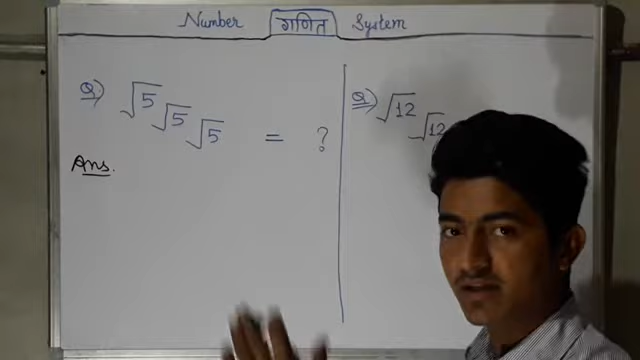 Number गणित System
Q) √5 √5 √5 = ?
Ans.
Q) √12 √12